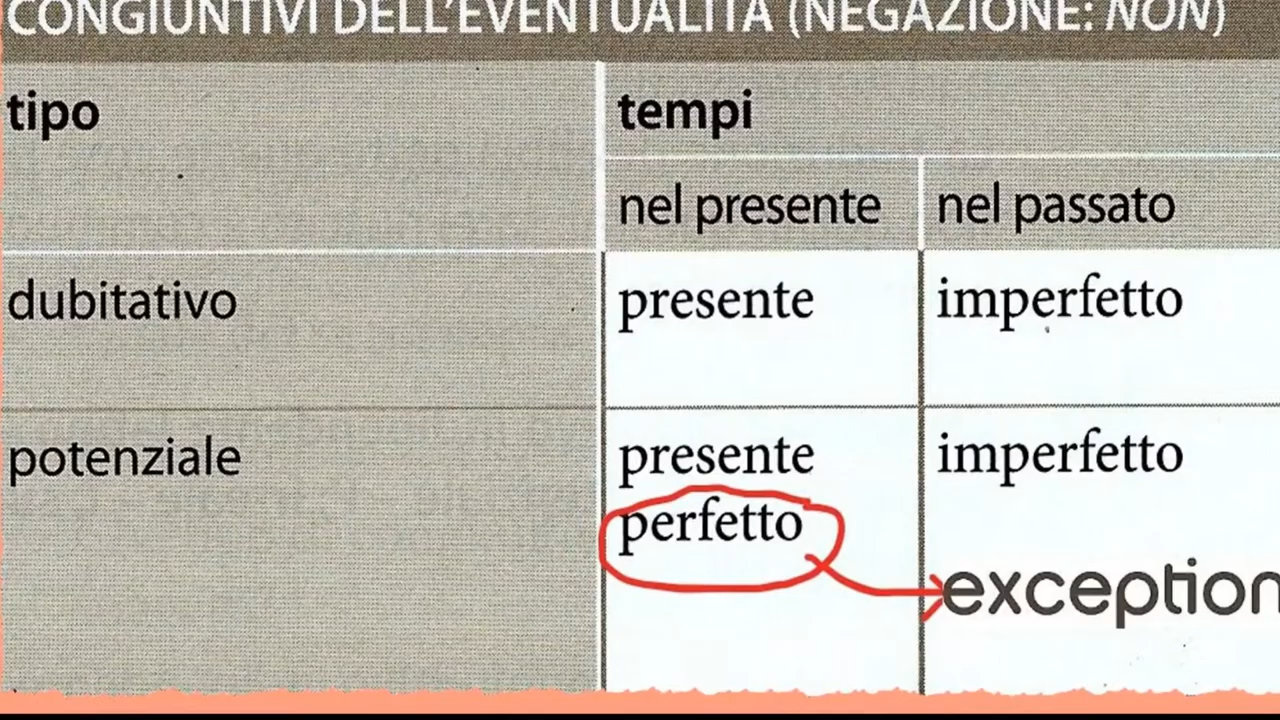 CONGIUNTIVI DELL'EVENTUALITÀ (NEGAZIONE: NON)
tipo
tempi
nel presente
nel passato
dubitativo
presente
imperfetto
potenziale
presente
imperfetto
perfetto
exception